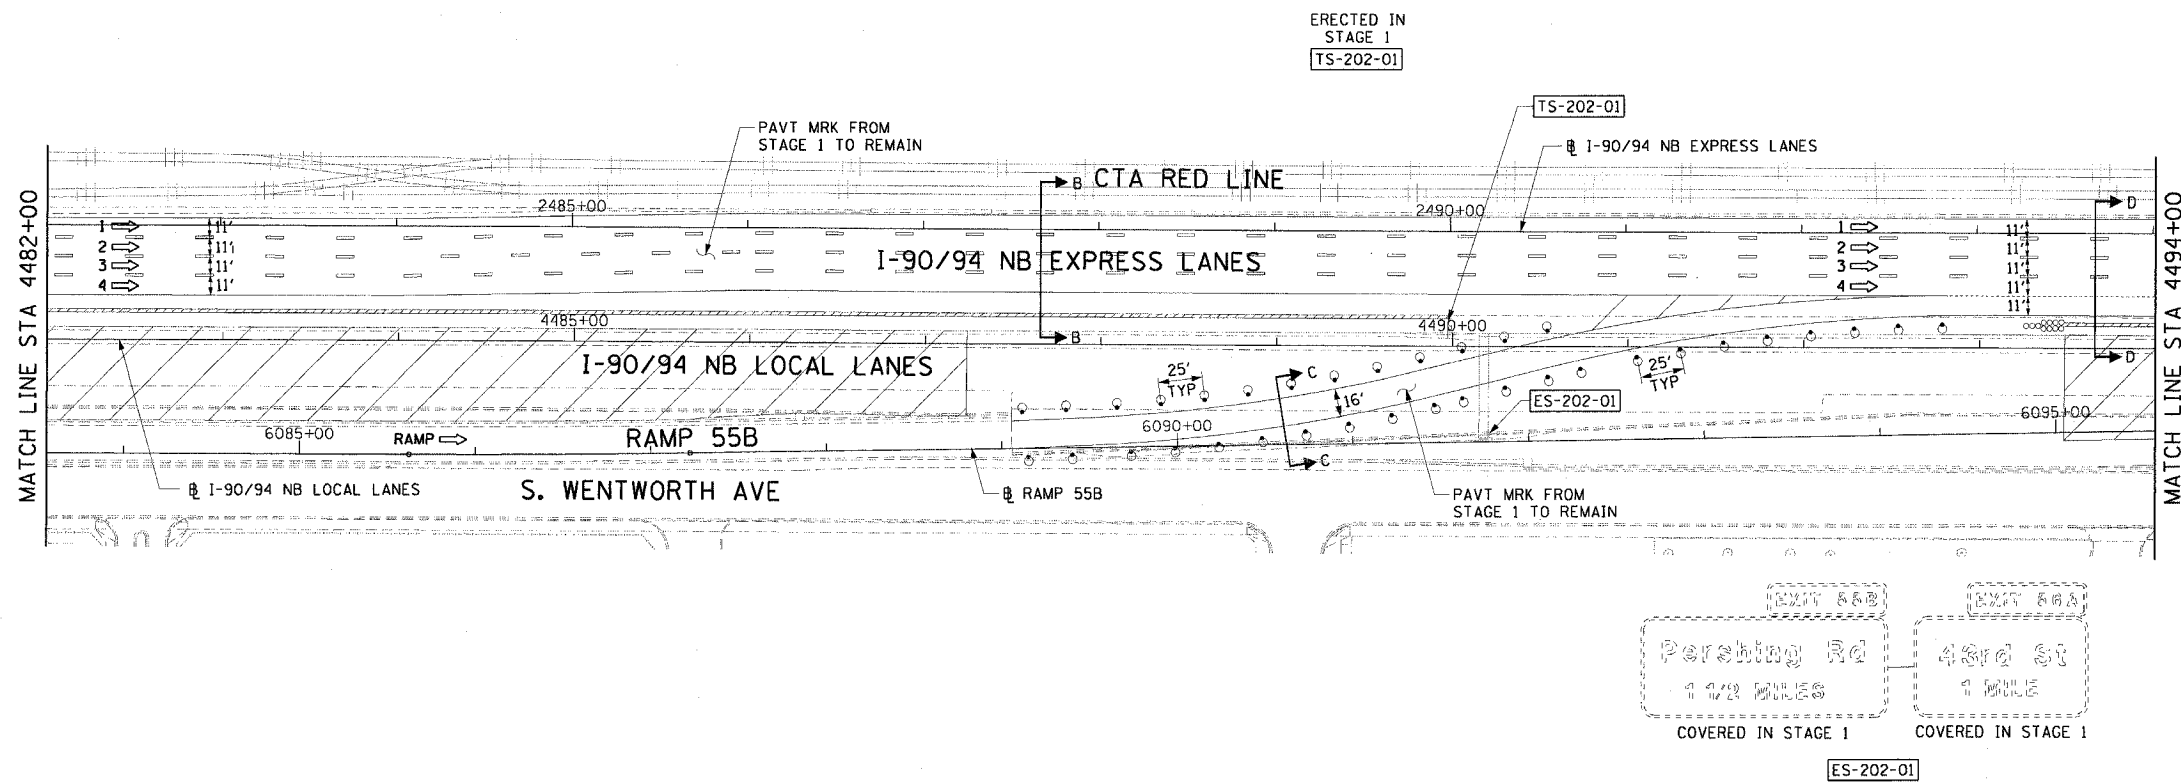 ERECTED IN
STAGE 1
TS-202-01
TS-202-01
PAVT MRK FROM
STAGE 1 TO REMAIN
℄ I-90/94 NB EXPRESS LANES
B CTA RED LINE
2485+00
2490+00
D
MATCH LINE STA 4482+00
MATCH LINE STA 4494+00
1 11'
2 11'
3 11'
4 11'
I-90/94 NB EXPRESS LANES
1 11'
2 11'
3 11'
4 11'
11'
4485+00
4490+00
B
D
I-90/94 NB LOCAL LANES
25'
TYP
C
16'
25'
TYP
ES-202-01
6085+00
RAMP
RAMP 55B
6090+00
6095+00
C
℄ I-90/94 NB LOCAL LANES
S. WENTWORTH AVE
℄ RAMP 55B
PAVT MRK FROM
STAGE 1 TO REMAIN
EXIT 55B
EXIT 56A
Pershing Rd
1 1/2 MILES
43rd St
1 MILE
COVERED IN STAGE 1
COVERED IN STAGE 1
ES-202-01